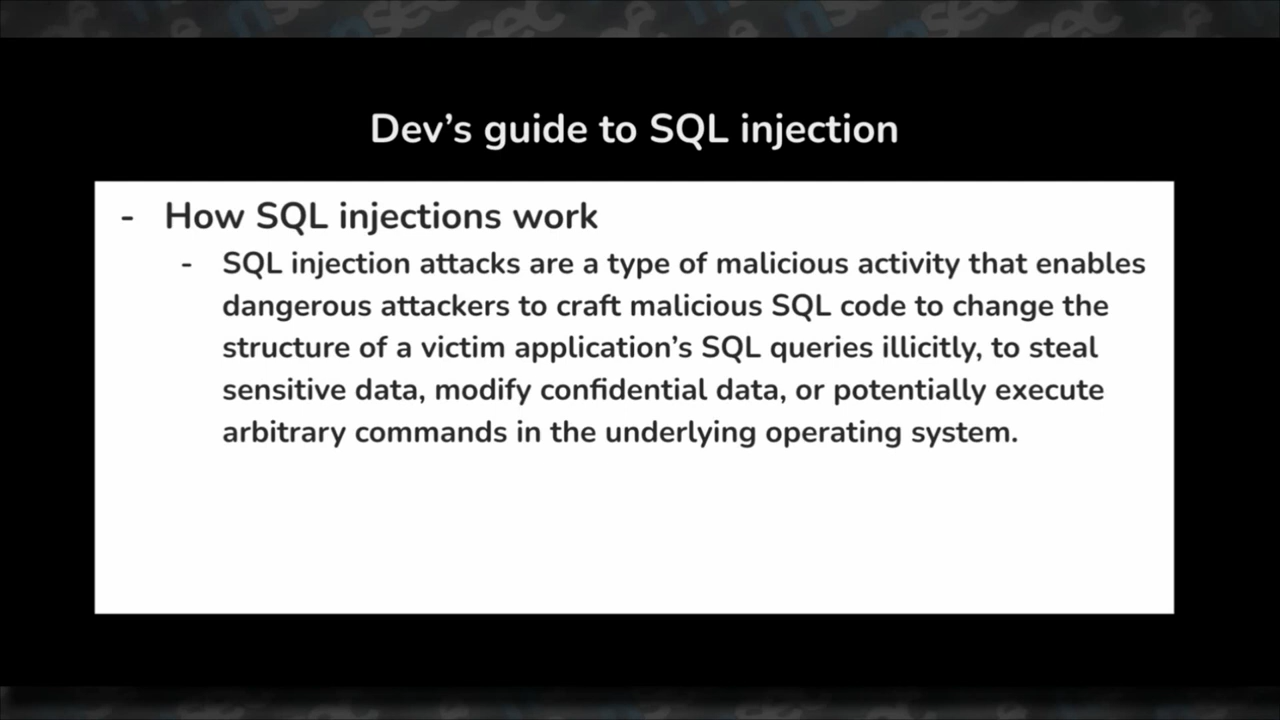 Dev’s guide to SQL injection
- How SQL injections work
- SQL injection attacks are a type of malicious activity that enables
dangerous attackers to craft malicious SQL code to change the
structure of a victim application’s SQL queries illicitly, to steal
sensitive data, modify confidential data, or potentially execute
arbitrary commands in the underlying operating system.